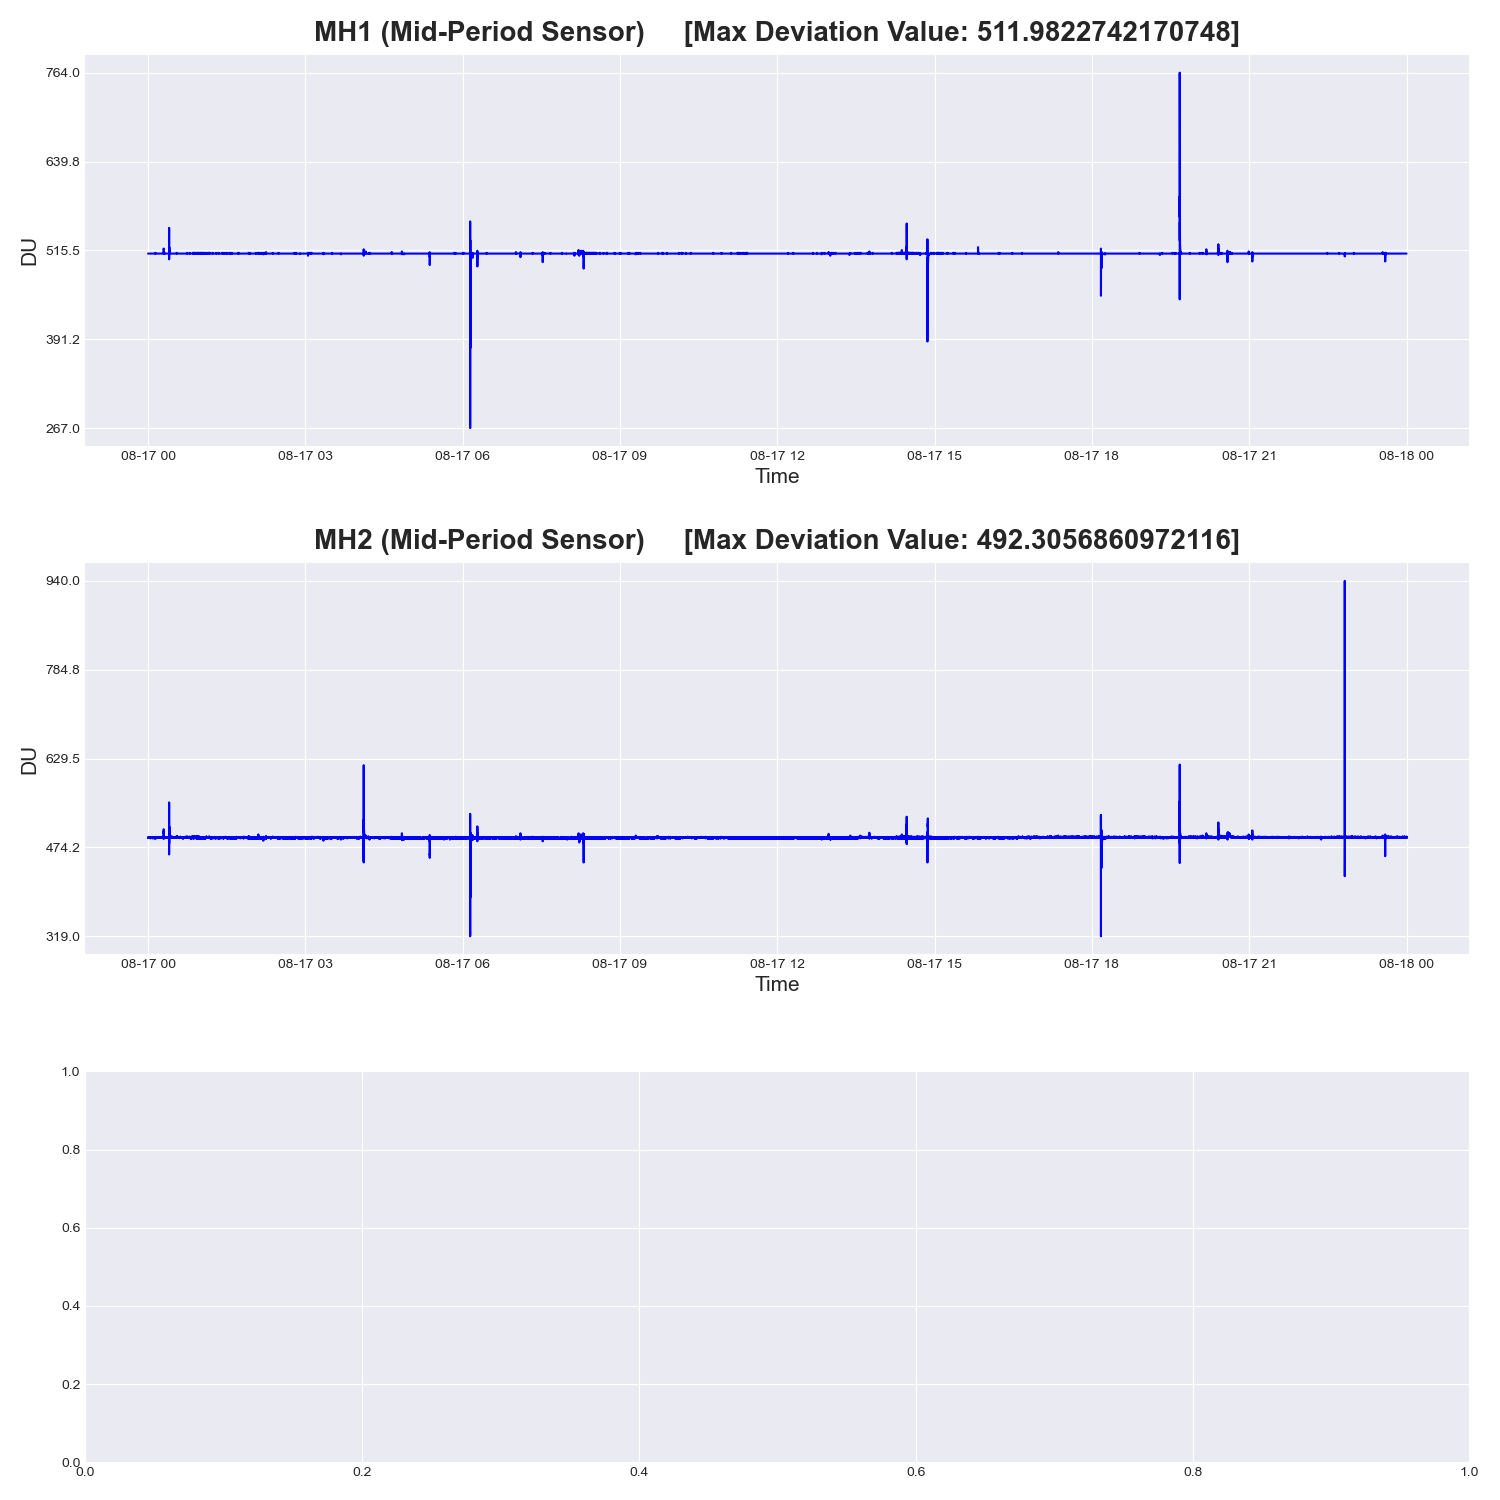 MH1 (Mid-Period Sensor)     [Max Deviation Value: 511.9822742170748]
764.0
639.8
515.5
391.2
267.0
DU
08-17 00 08-17 03 08-17 06 08-17 09 08-17 12 08-17 15 08-17 18 08-17 21 08-18 00
Time
MH2 (Mid-Period Sensor)     [Max Deviation Value: 492.3056860972116]
940.0
784.8
629.5
474.2
319.0
DU
08-17 00 08-17 03 08-17 06 08-17 09 08-17 12 08-17 15 08-17 18 08-17 21 08-18 00
Time
1.0
0.8
0.6
0.4
0.2
0.0
0.0 0.2 0.4 0.6 0.8 1.0